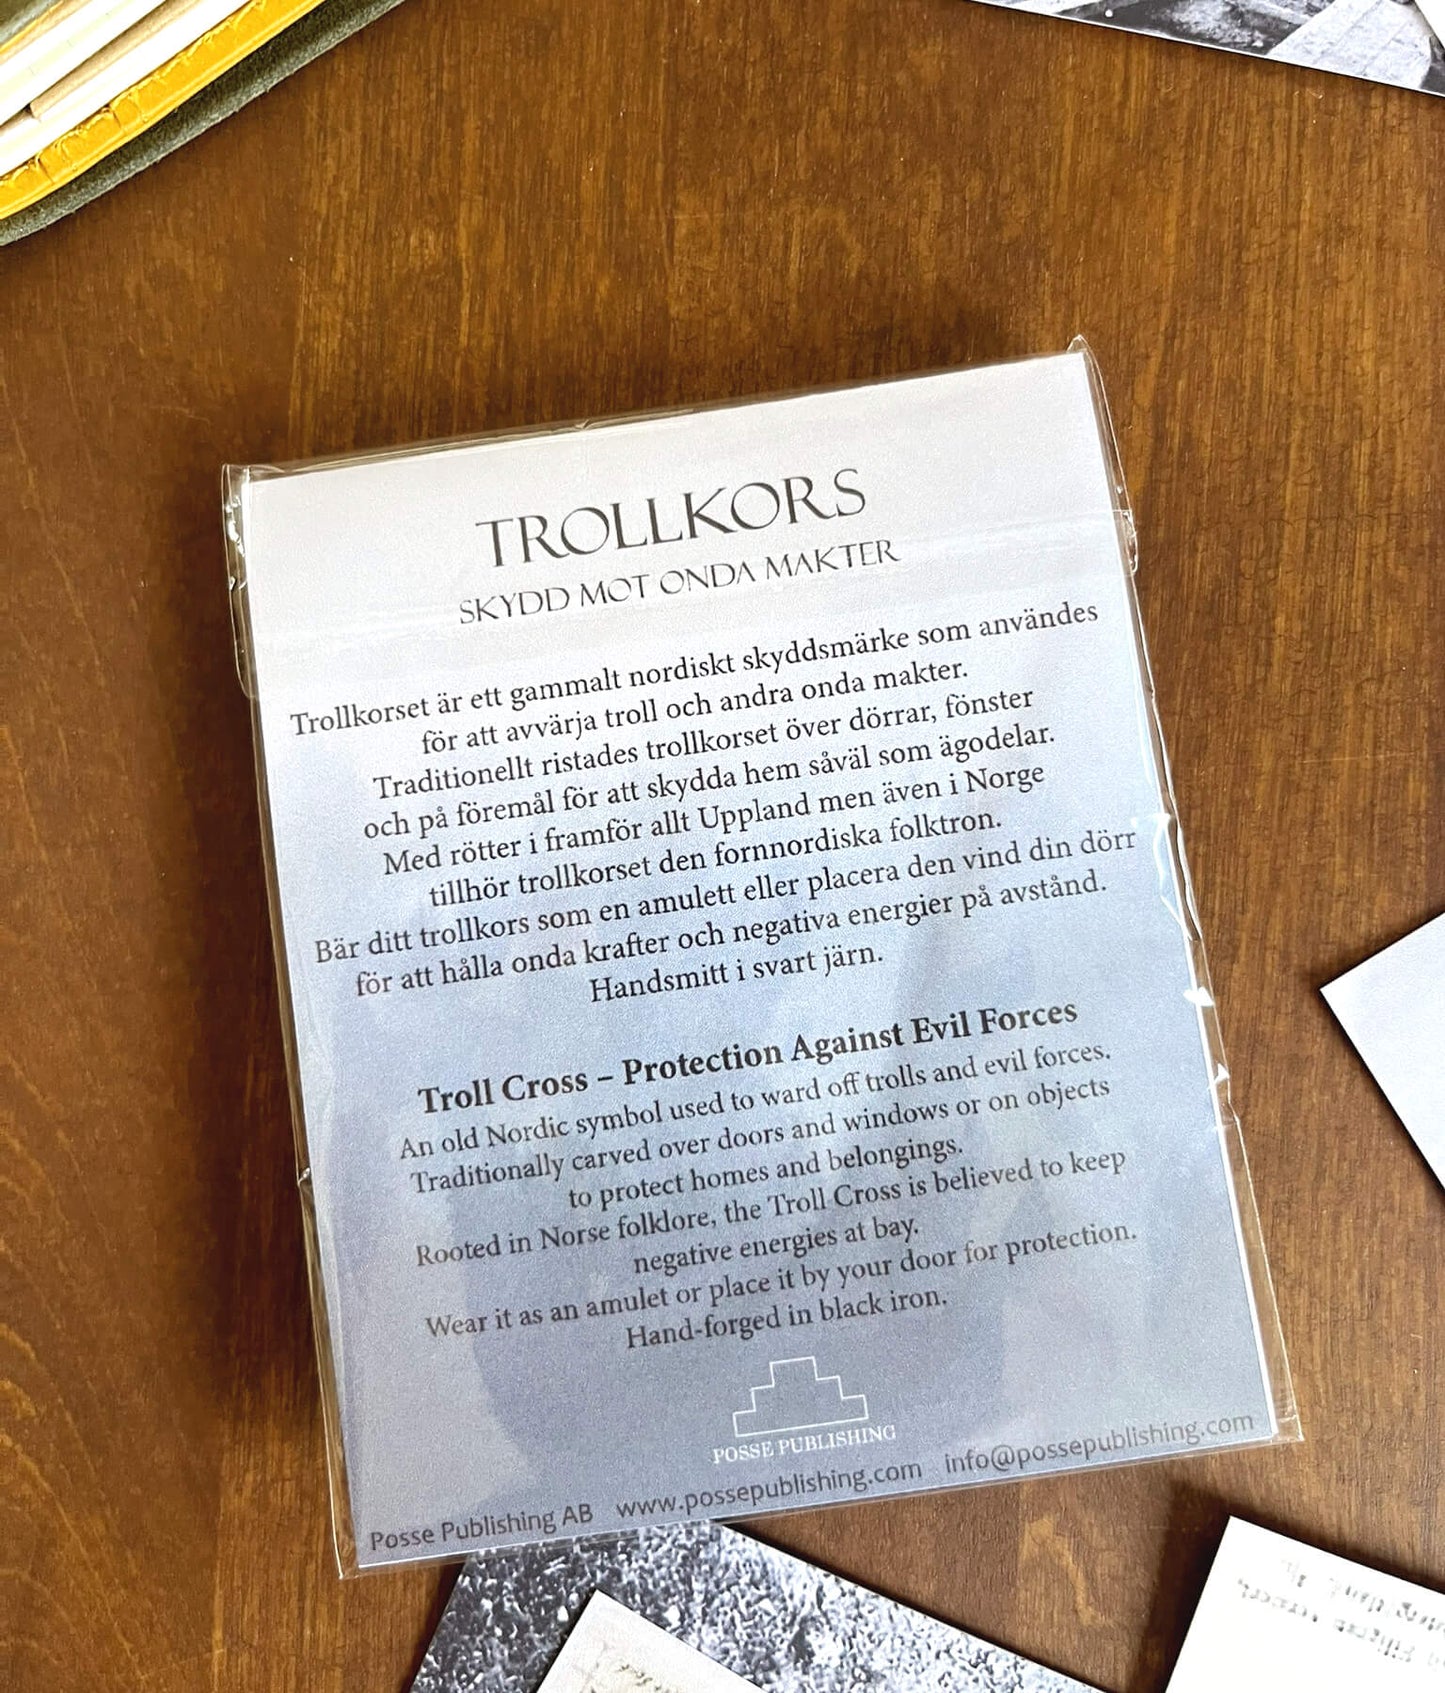 TROLLKORS
SKYDD MOT ONDA MAKTER
Trollkorset är ett gammalt nordiskt skyddsmärke som användes
för att avvärja troll och andra onda makter.
Traditionellt ristades trollkorset över dörrar, fönster
och på föremål för att skydda hem såväl som ägodelar.
Med rötter i framför allt Uppland men även i Norge
tillhör trollkorset den fornnordiska folktron.
Bär ditt trollkors som en amulett eller placera den vind din dörr
för att hålla onda krafter och negativa energier på avstånd.
Handsmitt i svart järn.
Troll Cross – Protection Against Evil Forces
An old Nordic symbol used to ward off trolls and evil forces.
Traditionally carved over doors and windows or on objects
to protect homes and belongings.
Rooted in Norse folklore, the Troll Cross is believed to keep
negative energies at bay.
Wear it as an amulet or place it by your door for protection.
Hand-forged in black iron.
POSSE PUBLISHING
Posse Publishing AB www.possepublishing.com info@possepublishing.com